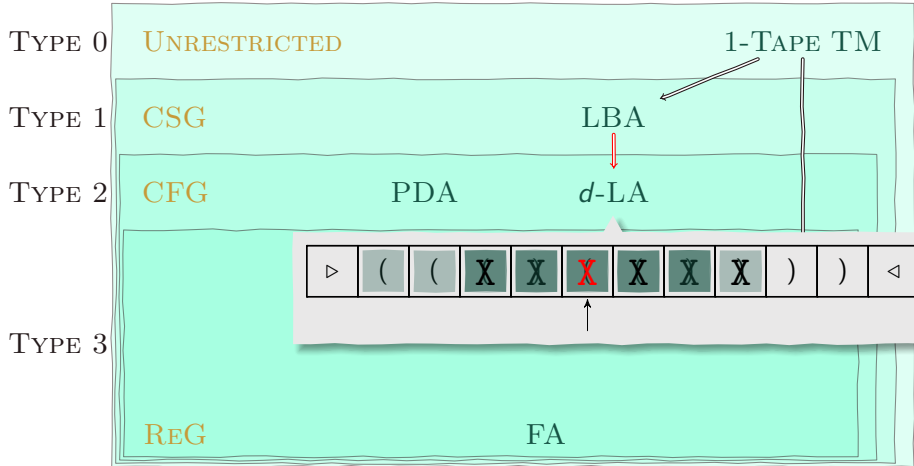 TYPE 0 UNRESTRICTED 1-TAPE TM
TYPE 1 CSG LBA
TYPE 2 CFG PDA d-LA
▷ ( ( X X X X X X ) ) ◁
TYPE 3
REG FA